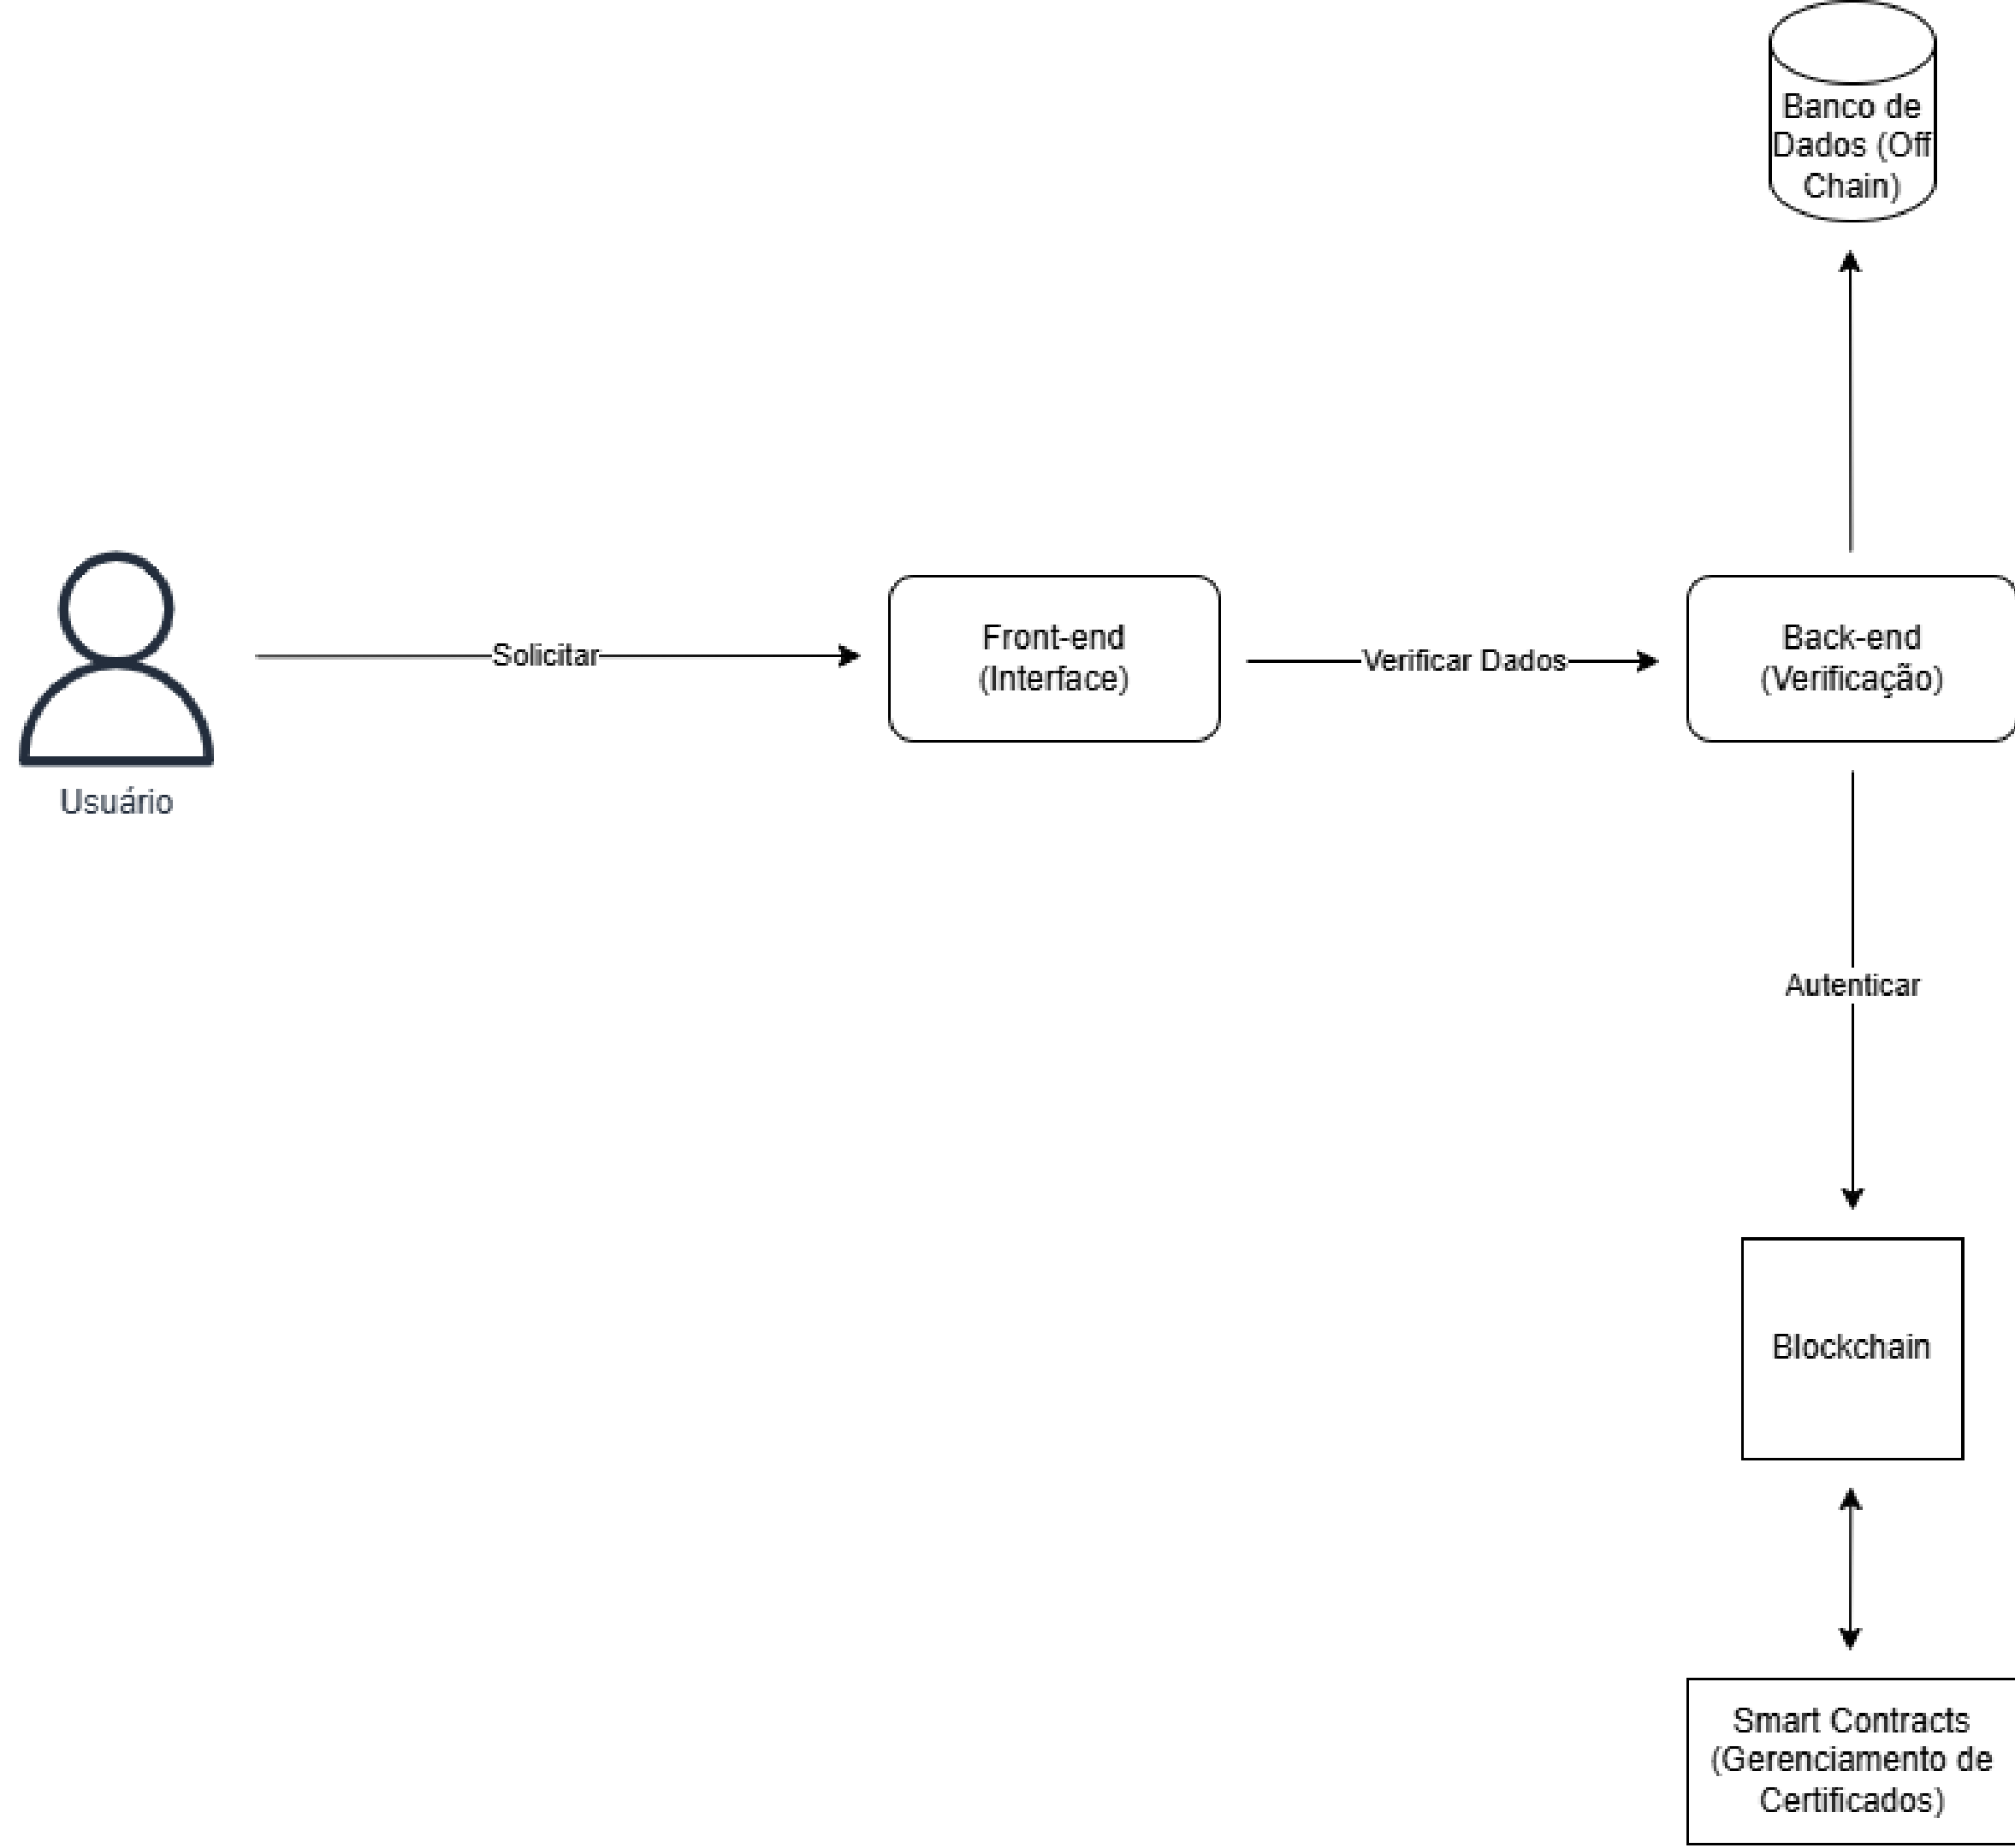 Banco de
Dados (Off
Chain)
Usuário
Solicitar
Front-end
(Interface)
Verificar Dados
Back-end
(Verificação)
Autenticar
Blockchain
Smart Contracts
(Gerenciamento de
Certificados)